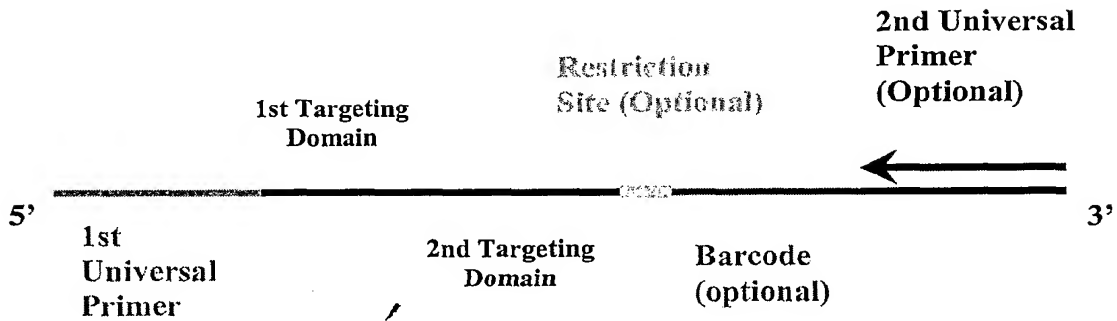 2nd Universal
Primer
(Optional)
Restriction
Site (Optional)
1st Targeting
Domain
5’
3’
1st
Universal
Primer
2nd Targeting
Domain
Barcode
(optional)